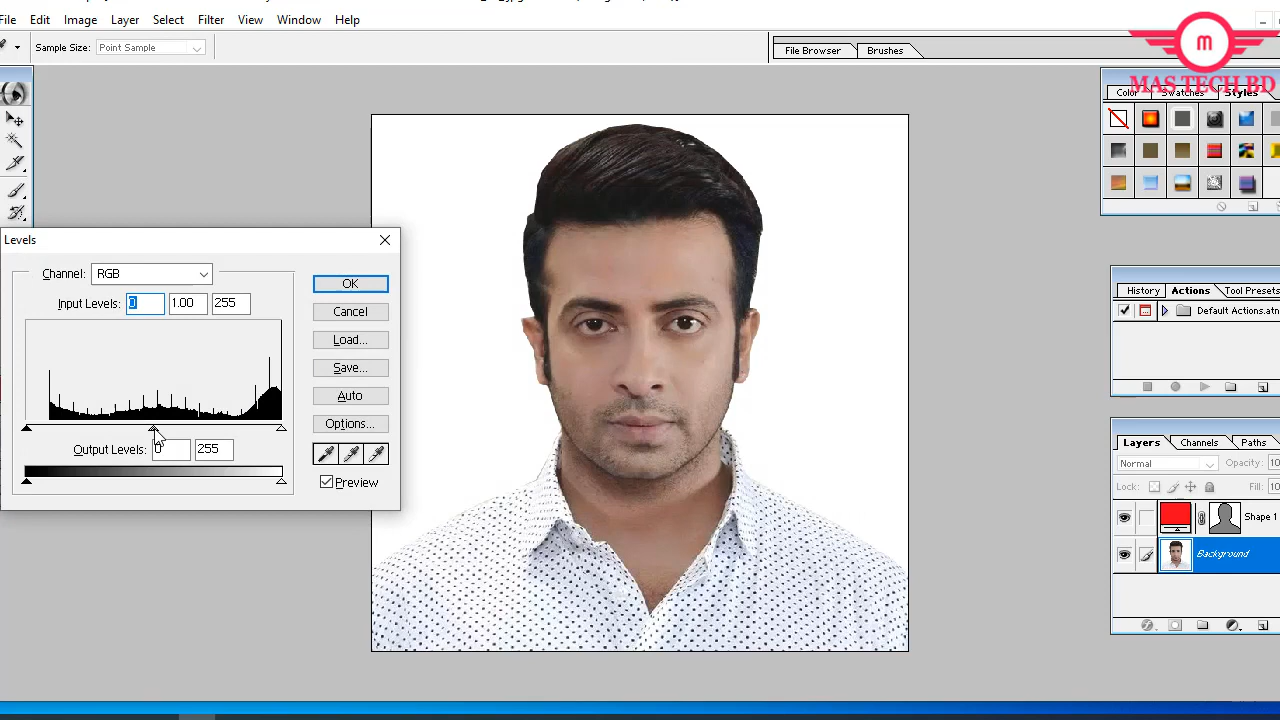 File Edit Image Layer Select Filter View Window Help
Sample Size: Point Sample
File Browser Brushes
m
MAS TECH BD
Color Swatches Styles
Levels
Channel: RGB
Input Levels: 0 1.00 255
OK
Cancel
Load...
Save...
Auto
Options...
Output Levels: 0 255
Preview
History Actions Tool Presets
Default Actions.atn
Layers Channels Paths
Normal Opacity: 10
Lock: Fill: 10
Shape 1
Background